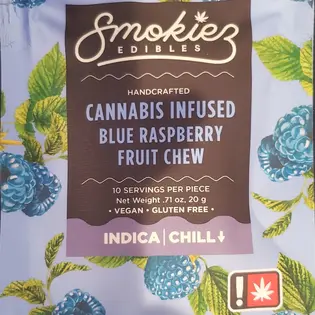 Smokiez
EDIBLES
HANDCRAFTED
CANNABIS INFUSED
BLUE RASPBERRY
FRUIT CHEW
10 SERVINGS PER PIECE
Net Weight .71 oz, 20 g
• VEGAN • GLUTEN FREE •
INDICA | CHILL↓
!